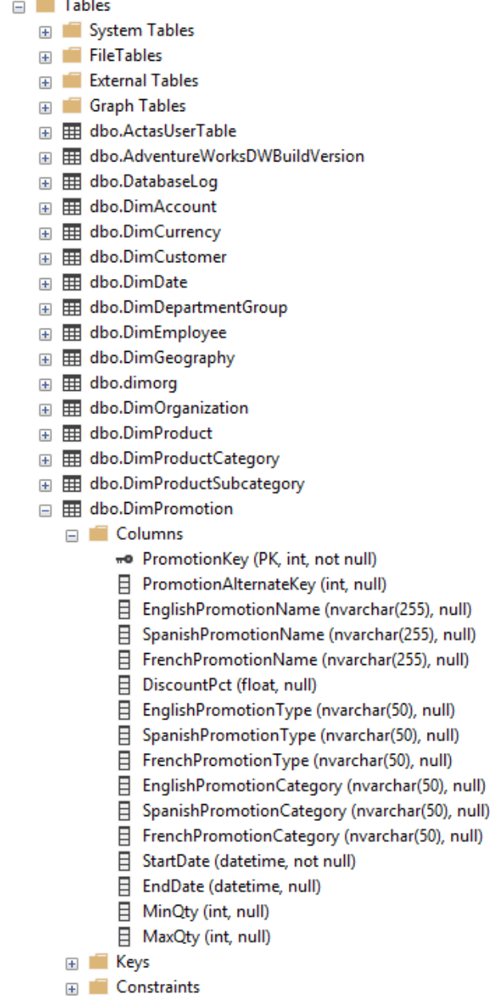 Tables
System Tables
FileTables
External Tables
Graph Tables
dbo.ActasUserTable
dbo.AdventureWorksDWBuildVersion
dbo.DatabaseLog
dbo.DimAccount
dbo.DimCurrency
dbo.DimCustomer
dbo.DimDate
dbo.DimDepartmentGroup
dbo.DimEmployee
dbo.DimGeography
dbo.dimorg
dbo.DimOrganization
dbo.DimProduct
dbo.DimProductCategory
dbo.DimProductSubcategory
dbo.DimPromotion
Columns
PromotionKey (PK, int, not null)
PromotionAlternateKey (int, null)
EnglishPromotionName (nvarchar(255), null)
SpanishPromotionName (nvarchar(255), null)
FrenchPromotionName (nvarchar(255), null)
DiscountPct (float, null)
EnglishPromotionType (nvarchar(50), null)
SpanishPromotionType (nvarchar(50), null)
FrenchPromotionType (nvarchar(50), null)
EnglishPromotionCategory (nvarchar(50), null)
SpanishPromotionCategory (nvarchar(50), null)
FrenchPromotionCategory (nvarchar(50), null)
StartDate (datetime, not null)
EndDate (datetime, null)
MinQty (int, null)
MaxQty (int, null)
Keys
Constraints